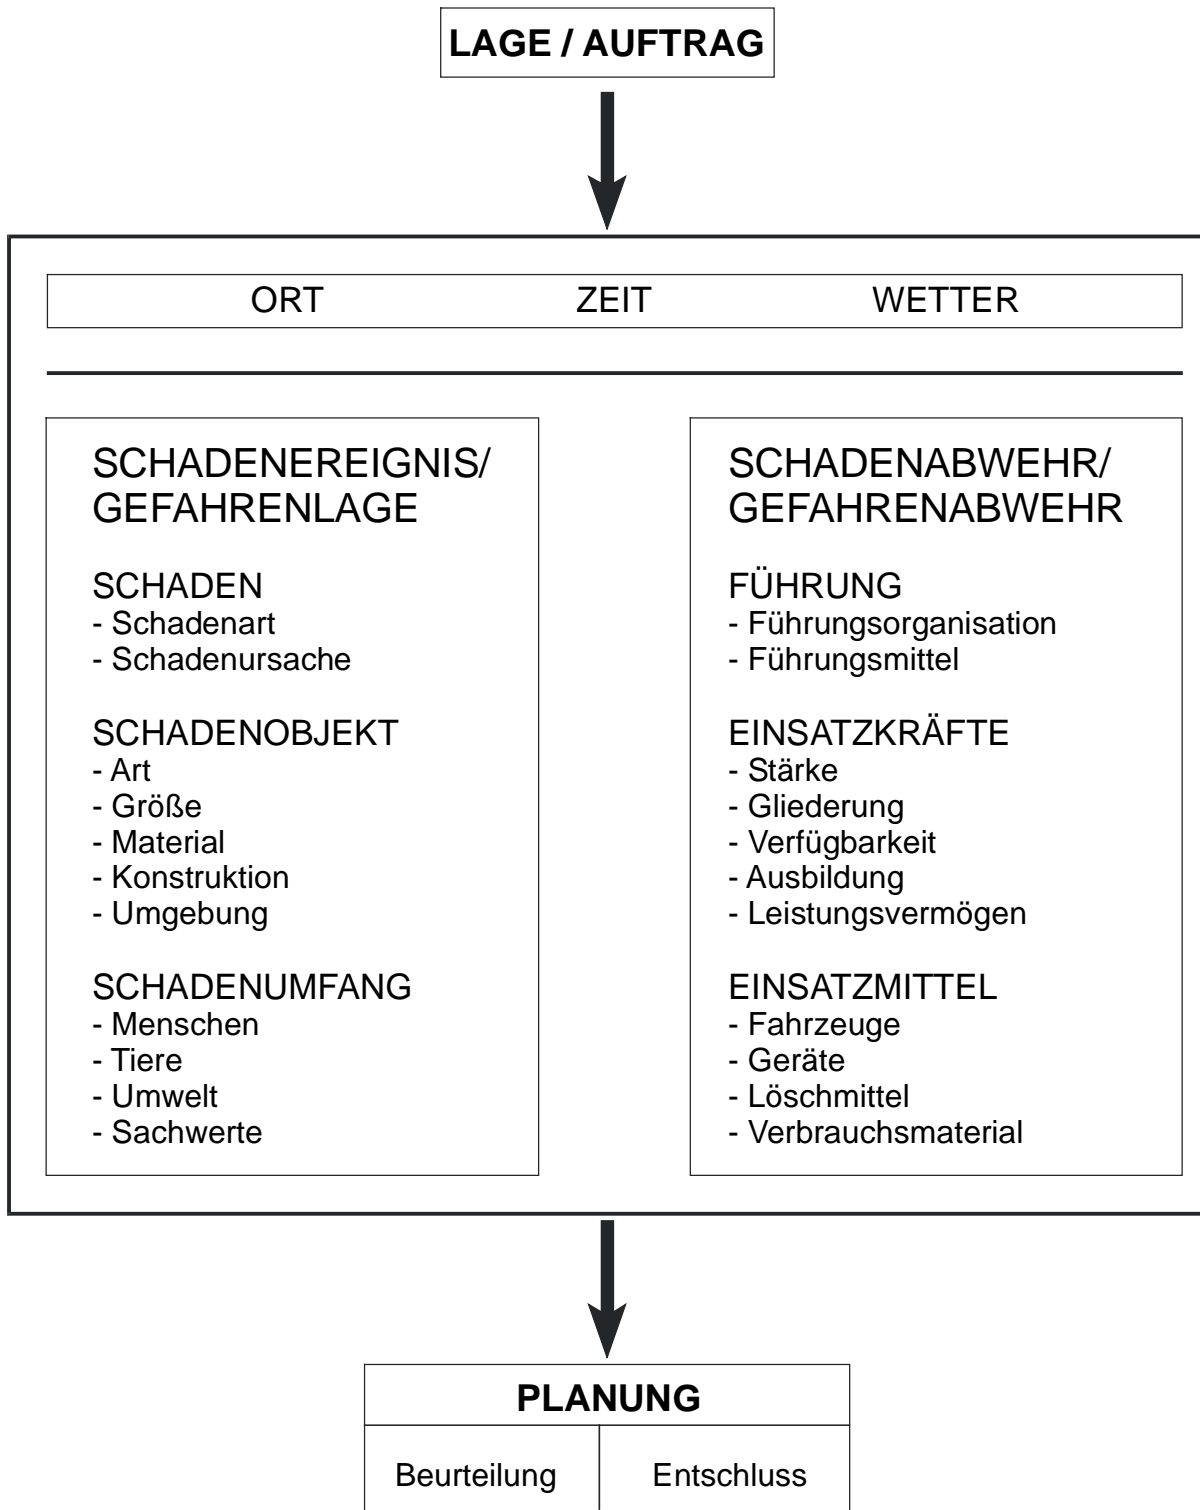 LAGE / AUFTRAG
ORT ZEIT WETTER
SCHADENEREIGNIS/
GEFAHRENLAGE
SCHADEN
- Schadenart
- Schadenursache
SCHADENOBJEKT
- Art
- Größe
- Material
- Konstruktion
- Umgebung
SCHADENUMFANG
- Menschen
- Tiere
- Umwelt
- Sachwerte
SCHADENABWEHR/
GEFAHRENABWEHR
FÜHRUNG
- Führungsorganisation
- Führungsmittel
EINSATZKRÄFTE
- Stärke
- Gliederung
- Verfügbarkeit
- Ausbildung
- Leistungsvermögen
EINSATZMITTEL
- Fahrzeuge
- Geräte
- Löschmittel
- Verbrauchsmaterial
PLANUNG
Beurteilung Entschluss